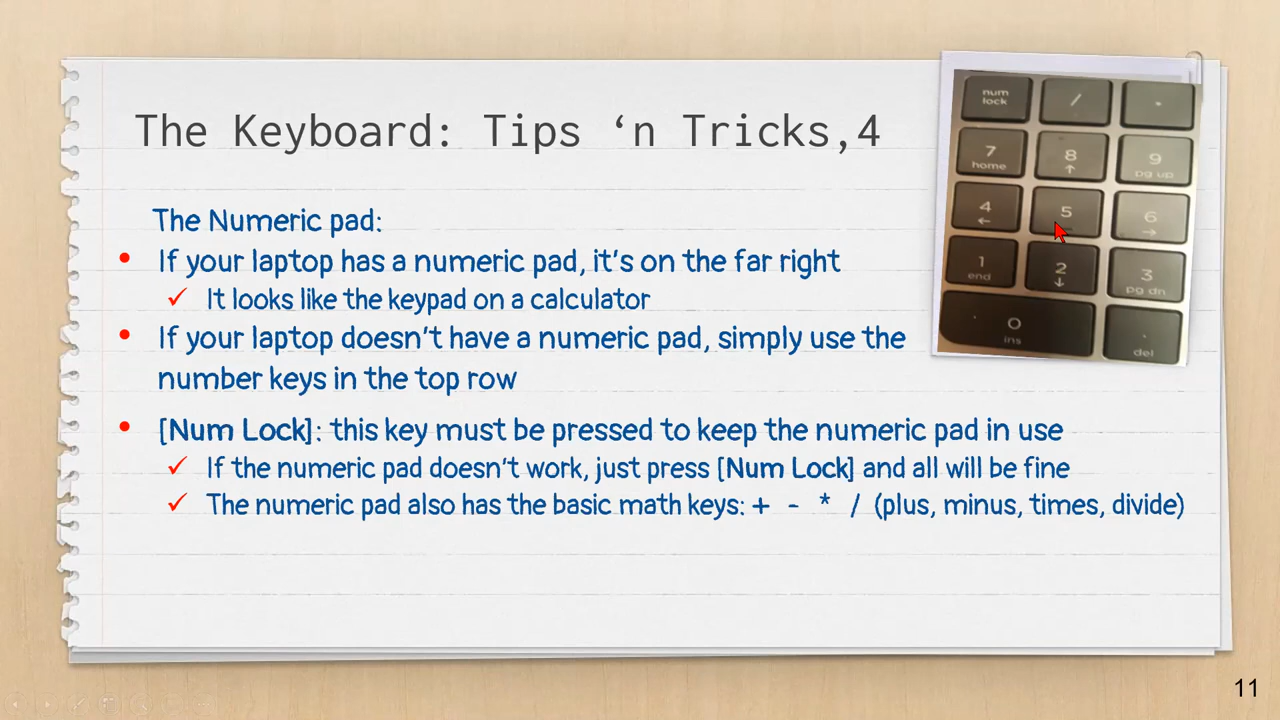 The Keyboard: Tips ‘n Tricks,4
The Numeric pad:
• If your laptop has a numeric pad, it’s on the far right
✓ It looks like the keypad on a calculator
• If your laptop doesn’t have a numeric pad, simply use the
number keys in the top row
• [Num Lock]: this key must be pressed to keep the numeric pad in use
✓ If the numeric pad doesn’t work, just press [Num Lock] and all will be fine
✓ The numeric pad also has the basic math keys: + - * / (plus, minus, times, divide)
num
lock
/
7
home
8
↑
9
pg up
4
←
5
6
→
1
end
2
↓
3
pg dn
0
ins
.
del
11